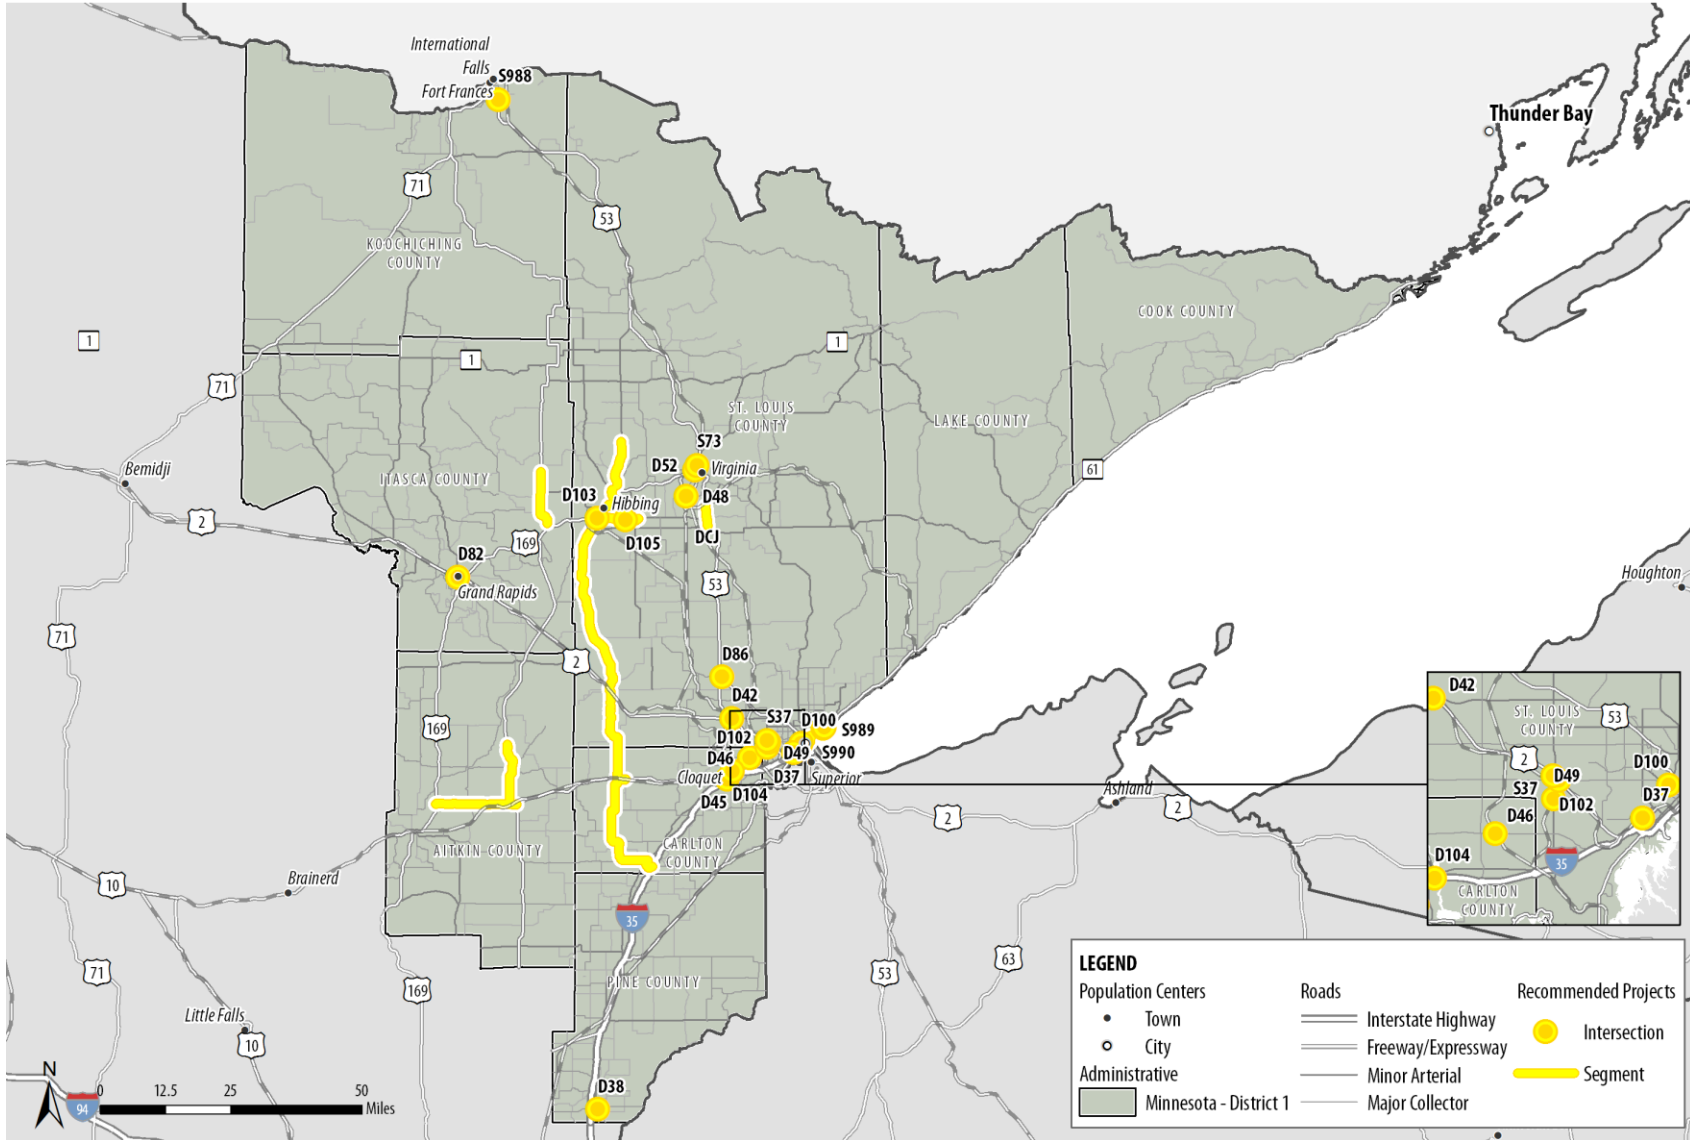 International
Falls
S988
Fort Frances
Thunder Bay
71
53
KOOCHICHING
COUNTY
COOK COUNTY
1
1
1
71
ST. LOUIS
COUNTY
LAKE COUNTY
S73
D52
Virginia
61
Bemidji
ITASCA COUNTY
D103
Hibbing
D48
2
DCJ
D105
169
D82
53
Grand Rapids
Houghton
71
2
D86
D42
169
S37
D100
S989
D102
D49
S990
D46
Cloquet
D37
Superior
D45
D104
Ashland
2
2
D42
ST. LOUIS
COUNTY
53
2
D100
D49
S37
D37
D102
D46
D104
35
CARLTON
COUNTY
AITKIN COUNTY
CARLTON
COUNTY
Brainerd
10
35
63
53
71
169
PINE COUNTY
Little Falls
10
D38
N
94
0
12.5
25
50
Miles
LEGEND
Population Centers
Town
City
Administrative
Minnesota - District 1
Roads
Interstate Highway
Freeway/Expressway
Minor Arterial
Major Collector
Recommended Projects
Intersection
Segment